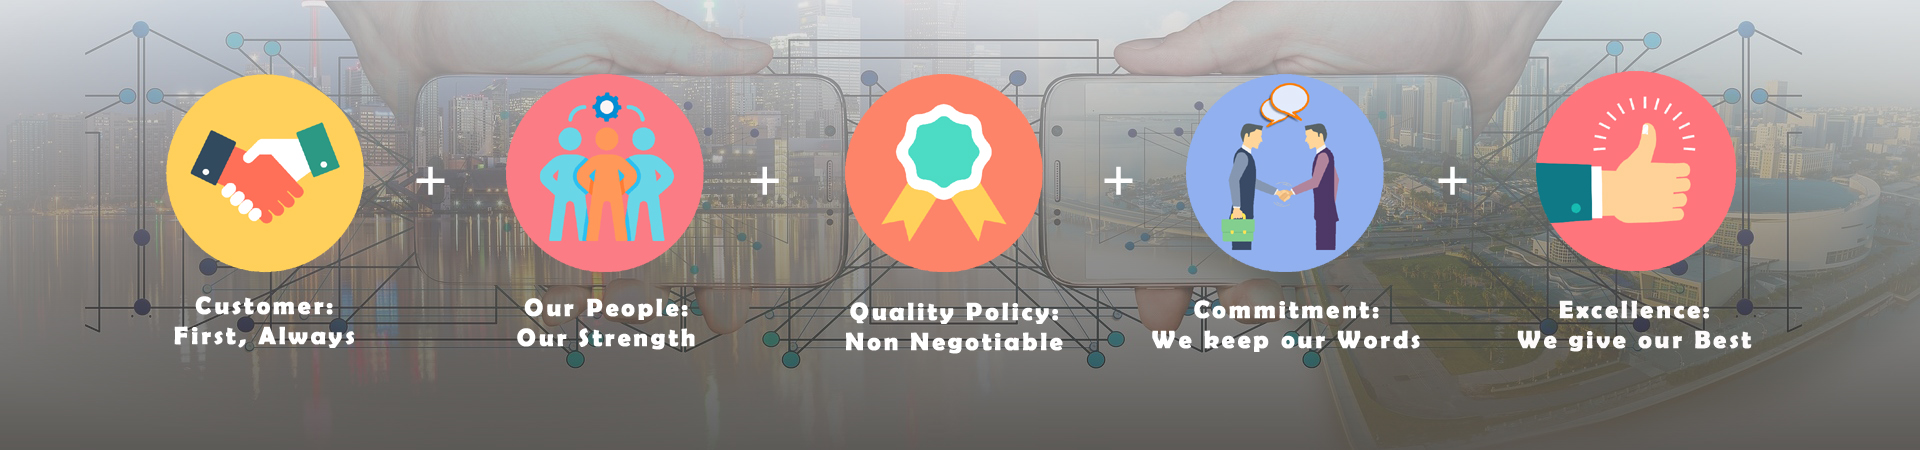 Customer:
First, Always
+
Our People:
Our Strength
+
Quality Policy:
Non Negotiable
+
Commitment:
We keep our Words
+
Excellence:
We give our Best